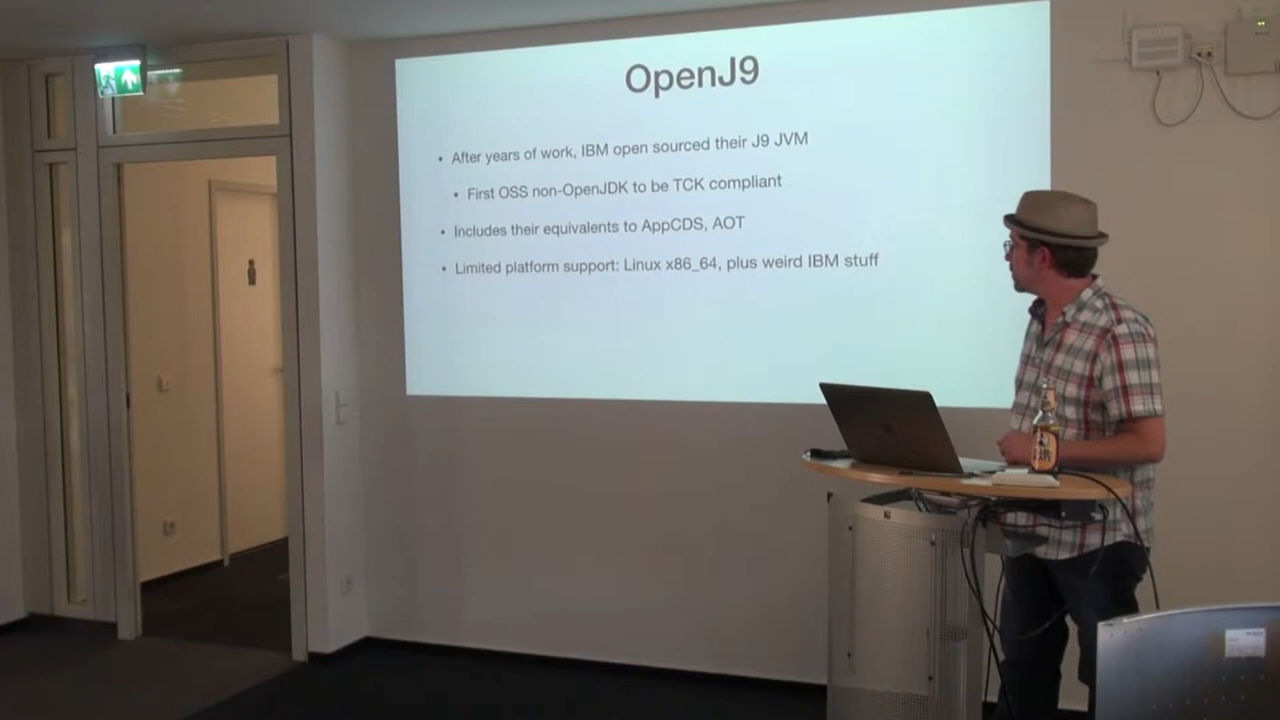 OpenJ9
• After years of work, IBM open sourced their J9 JVM
• First OSS non-OpenJDK to be TCK compliant
• Includes their equivalents to AppCDS, AOT
• Limited platform support: Linux x86_64, plus weird IBM stuff